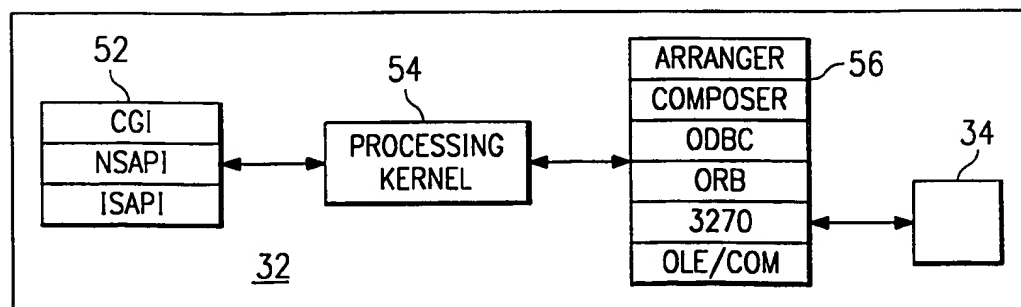 52
CGI
NSAPI
ISAPI
32
54
PROCESSING
KERNEL
56
ARRANGER
COMPOSER
ODBC
ORB
3270
OLE/COM
34